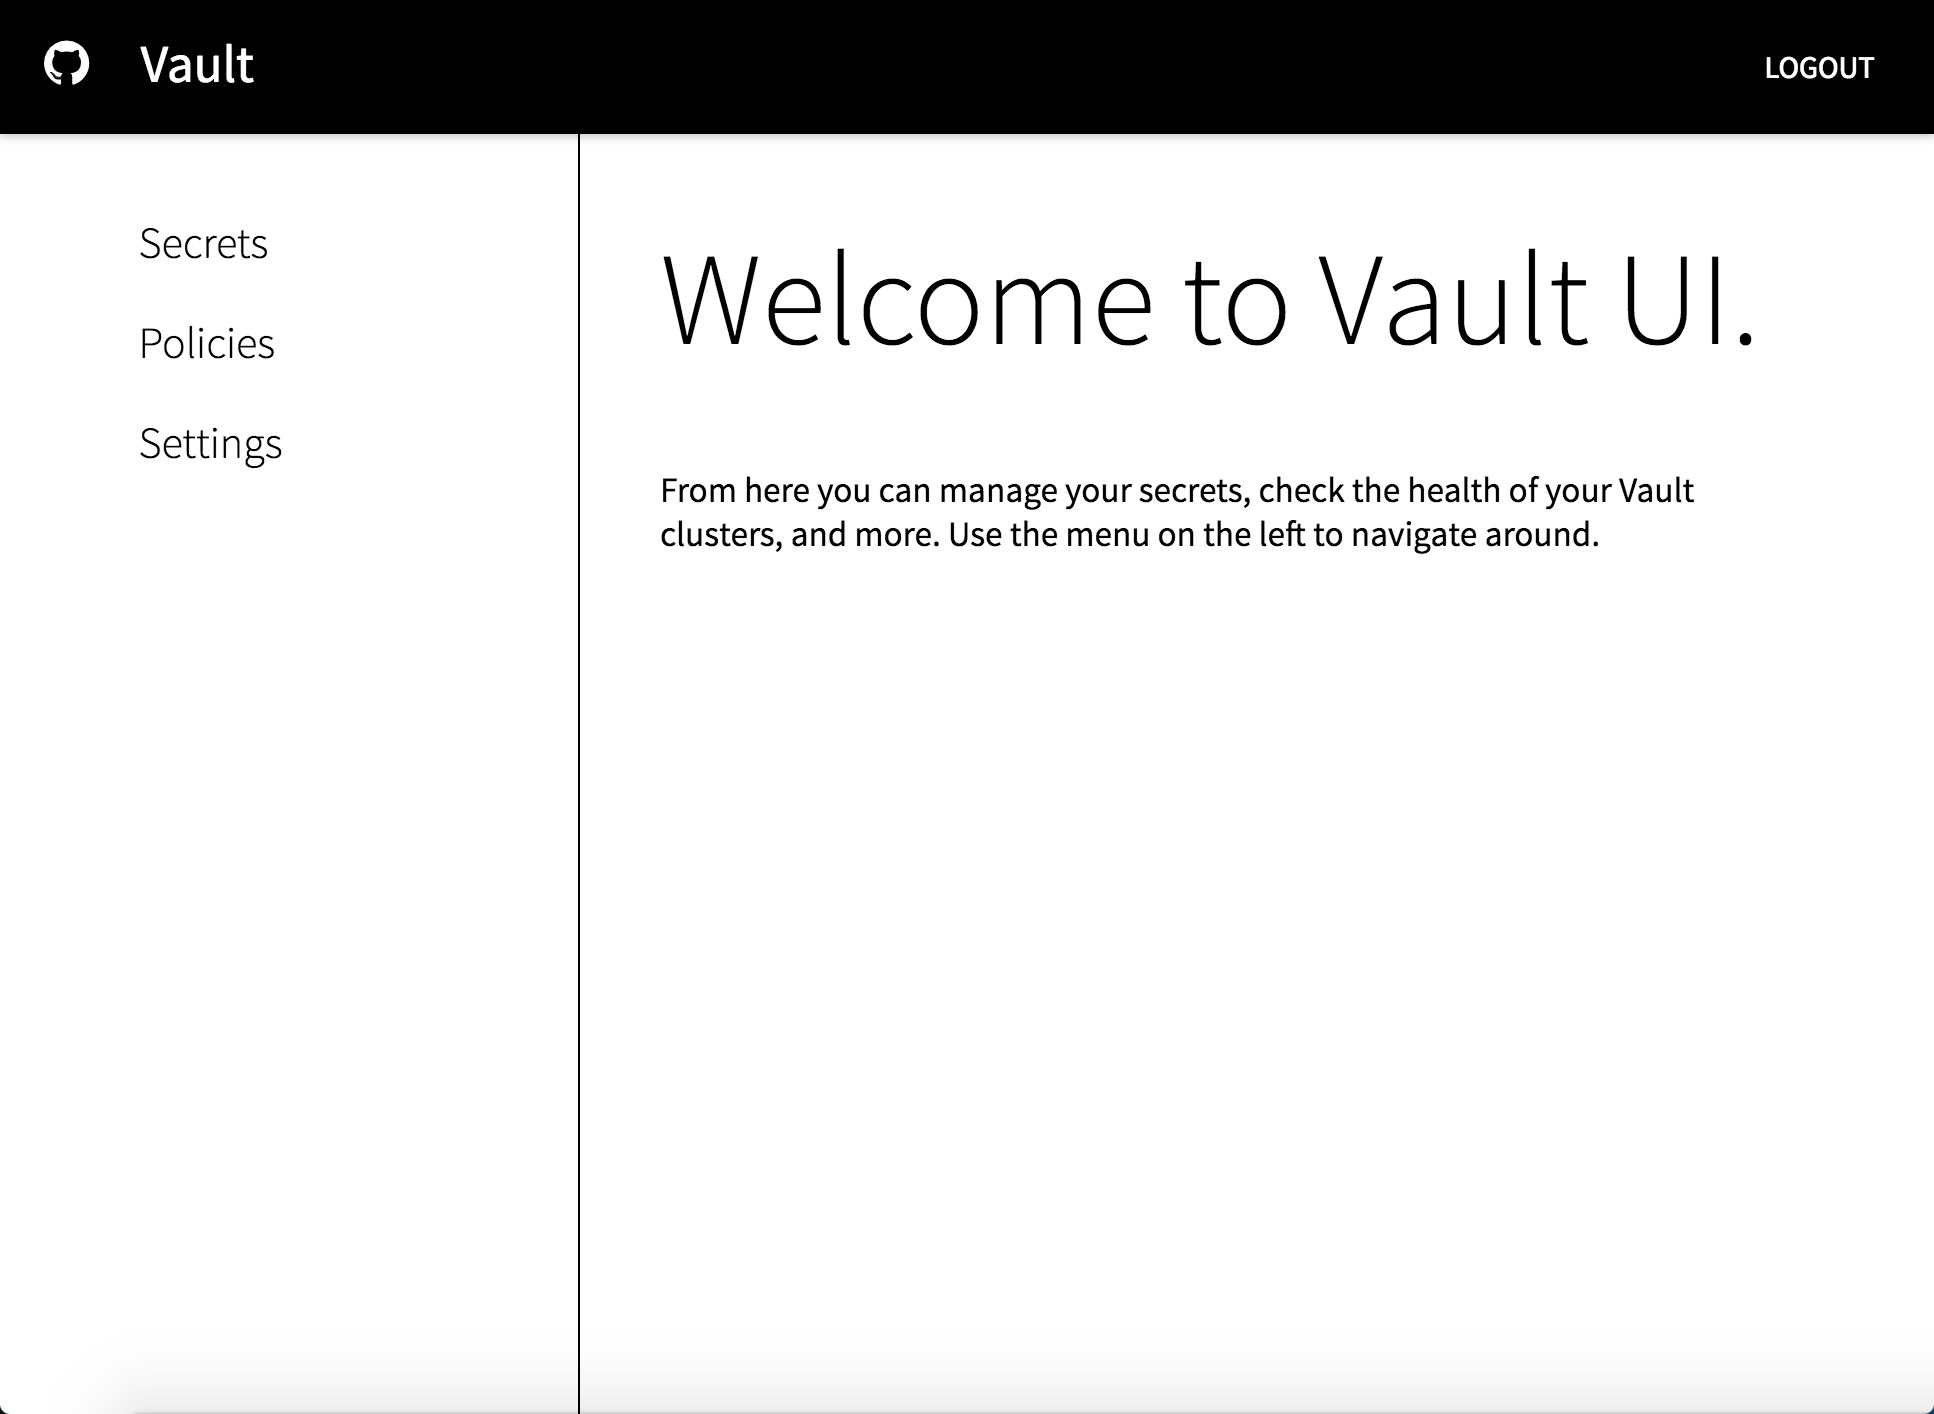 Vault
LOGOUT
Secrets
Policies
Settings
Welcome to Vault UI.
From here you can manage your secrets, check the health of your Vault
clusters, and more. Use the menu on the left to navigate around.